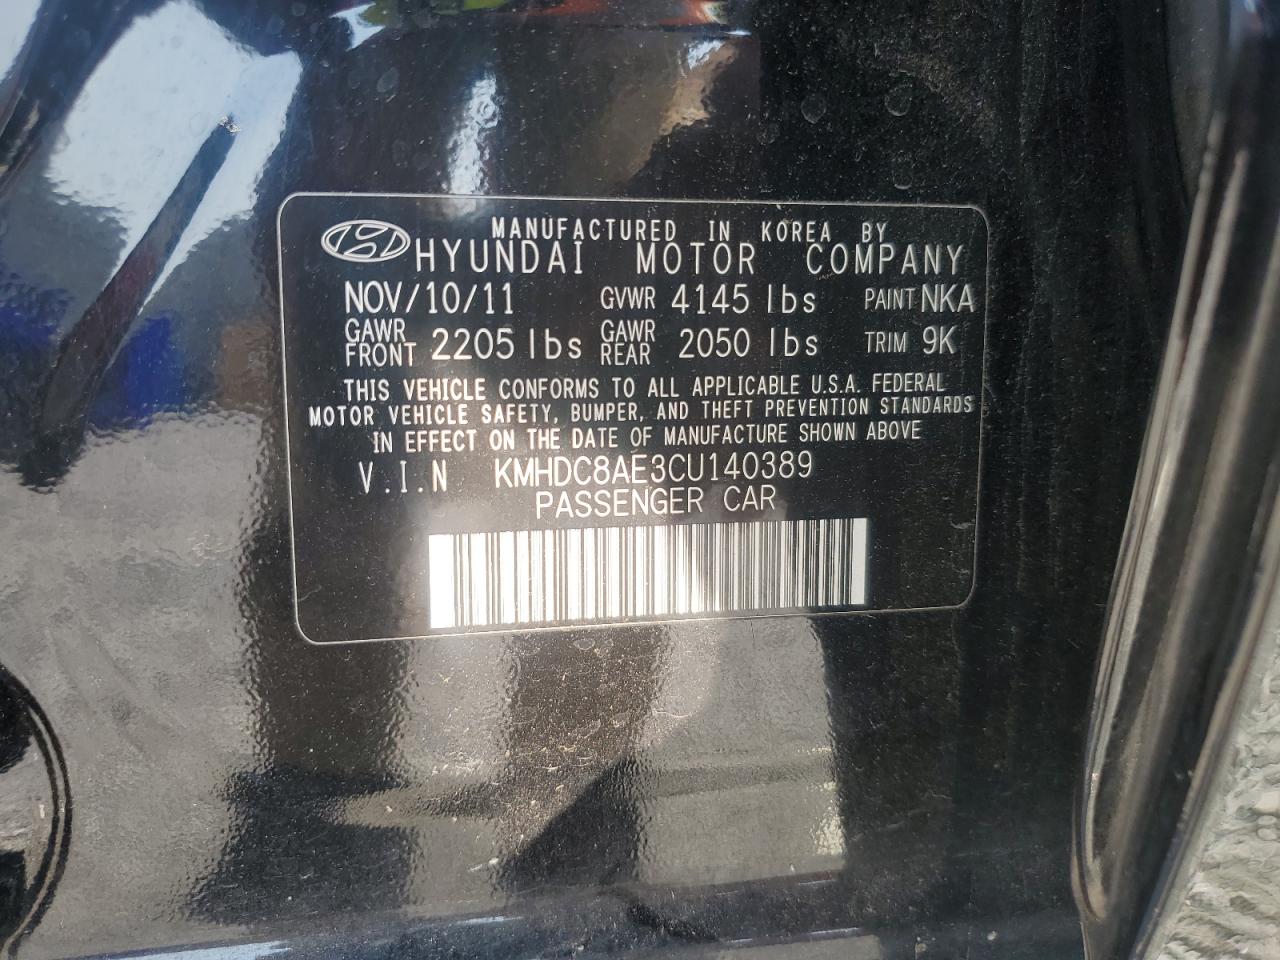 MANUFACTURED IN KOREA BY
HYUNDAI MOTOR COMPANY
NOV/10/11 GVWR 4145 lbs PAINT NKA
GAWR FRONT 2205 lbs GAWR REAR 2050 lbs TRIM 9K
THIS VEHICLE CONFORMS TO ALL APPLICABLE U.S.A. FEDERAL
MOTOR VEHICLE SAFETY, BUMPER, AND THEFT PREVENTION STANDARDS
IN EFFECT ON THE DATE OF MANUFACTURE SHOWN ABOVE
V.I.N KMHDC8AE3CU140389
PASSENGER CAR